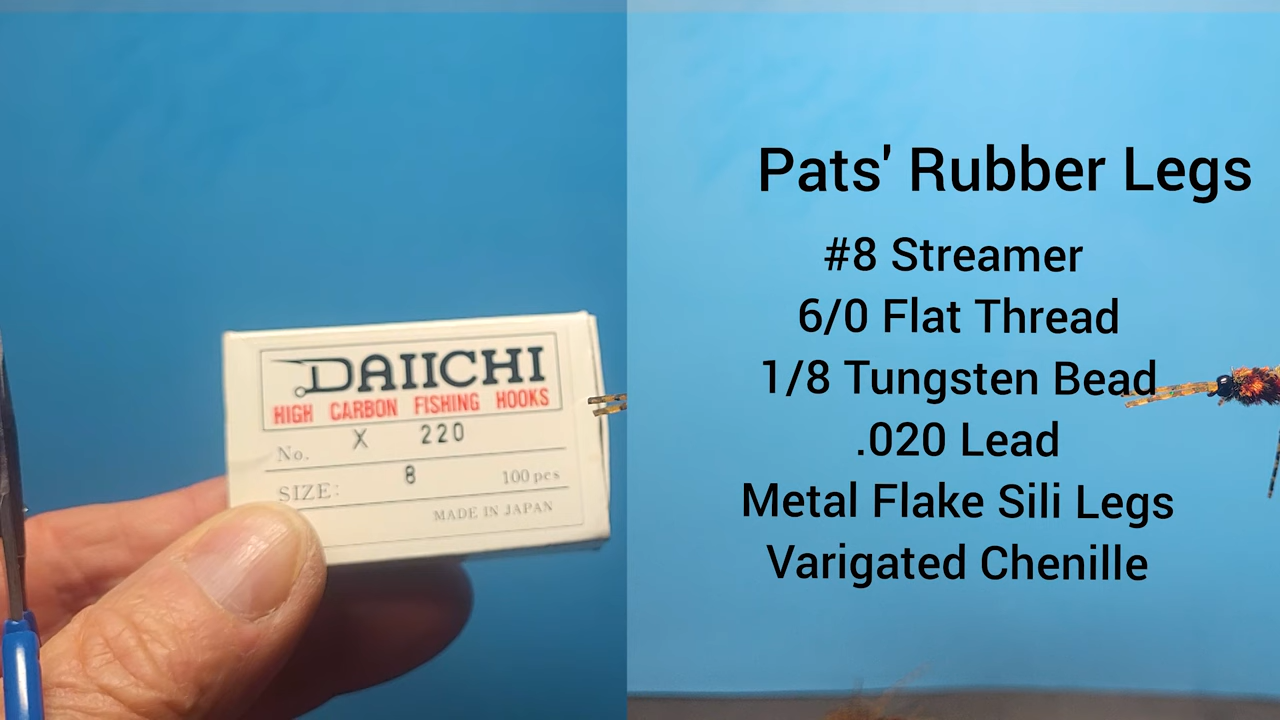 DAIICHI
HIGH CARBON FISHING HOOKS
No. X 220
SIZE: 8 100 pcs
MADE IN JAPAN
Pats' Rubber Legs
#8 Streamer
6/0 Flat Thread
1/8 Tungsten Bead
.020 Lead
Metal Flake Sili Legs
Varigated Chenille